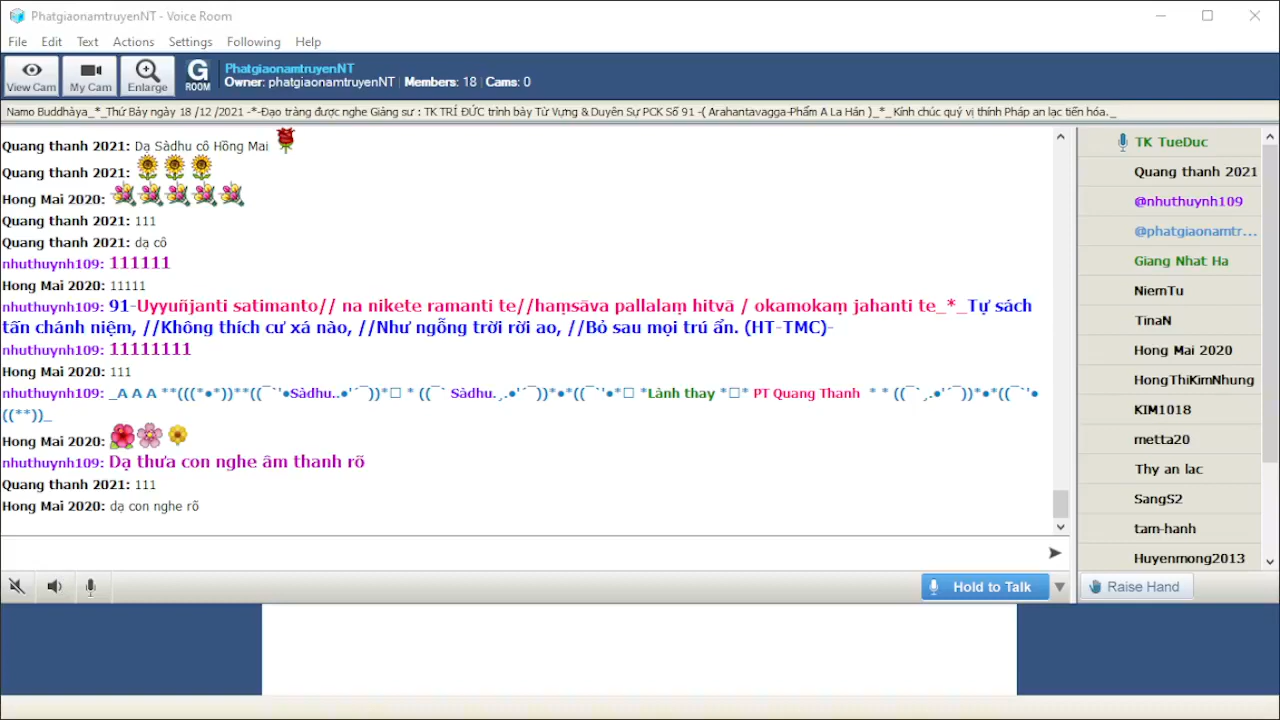 PhatgiaonamtruyenNT - Voice Room
File Edit Text Actions Settings Following Help
View Cam My Cam Enlarge G ROOM
PhatgiaonamtruyenNT
Owner: phatgiaonamtruyenNT | Members: 18 | Cams: 0
Namo Buddhàya_*_Thứ Bảy ngày 18 /12 /2021 -*-Đạo tràng được nghe Giảng sư : TK TRÍ ĐỨC trình bày Từ Vựng & Duyên Sự PCK Số 91 -( Arahantavagga-Phẩm A La Hán )_*_ Kính chúc quý vị thính Pháp an lạc tiến hóa._
Quang thanh 2021: Dạ Sàdhu cô Hồng Mai
Quang thanh 2021:
Hong Mai 2020:
Quang thanh 2021: 111
Quang thanh 2021: dạ cô
nhuthuynh109: 111111
Hong Mai 2020: 11111
nhuthuynh109: 91-Uyyuñjanti satimanto// na nikete ramanti te//haṃsāva pallalaṃ hitvā / okamokaṃ jahanti te_*_Tự sách
tấn chánh niệm, //Không thích cư xá nào, //Như ngỗng trời rời ao, //Bỏ sau mọi trú ẩn. (HT-TMC)-
nhuthuynh109: 11111111
Hong Mai 2020: 111
nhuthuynh109: _A A A **(((*●*))**((¯`'●Sàdhu..●'´¯))*□ * ((¯` Sàdhu.¸.●'´¯))*●*((¯`'●*□ *Lành thay *□* PT Quang Thanh * * ((¯`¸.●'´¯))*●*((¯`'●
((**))_
Hong Mai 2020:
nhuthuynh109: Dạ thưa con nghe âm thanh rõ
Quang thanh 2021: 111
Hong Mai 2020: dạ con nghe rõ
TK TueDuc
Quang thanh 2021
@nhuthuynh109
@phatgiaonamtr...
Giang Nhat Ha
NiemTu
TinaN
Hong Mai 2020
HongThiKimNhung
KIM1018
metta20
Thy an lac
SangS2
tam-hanh
Huyenmong2013
Hold to Talk
Raise Hand